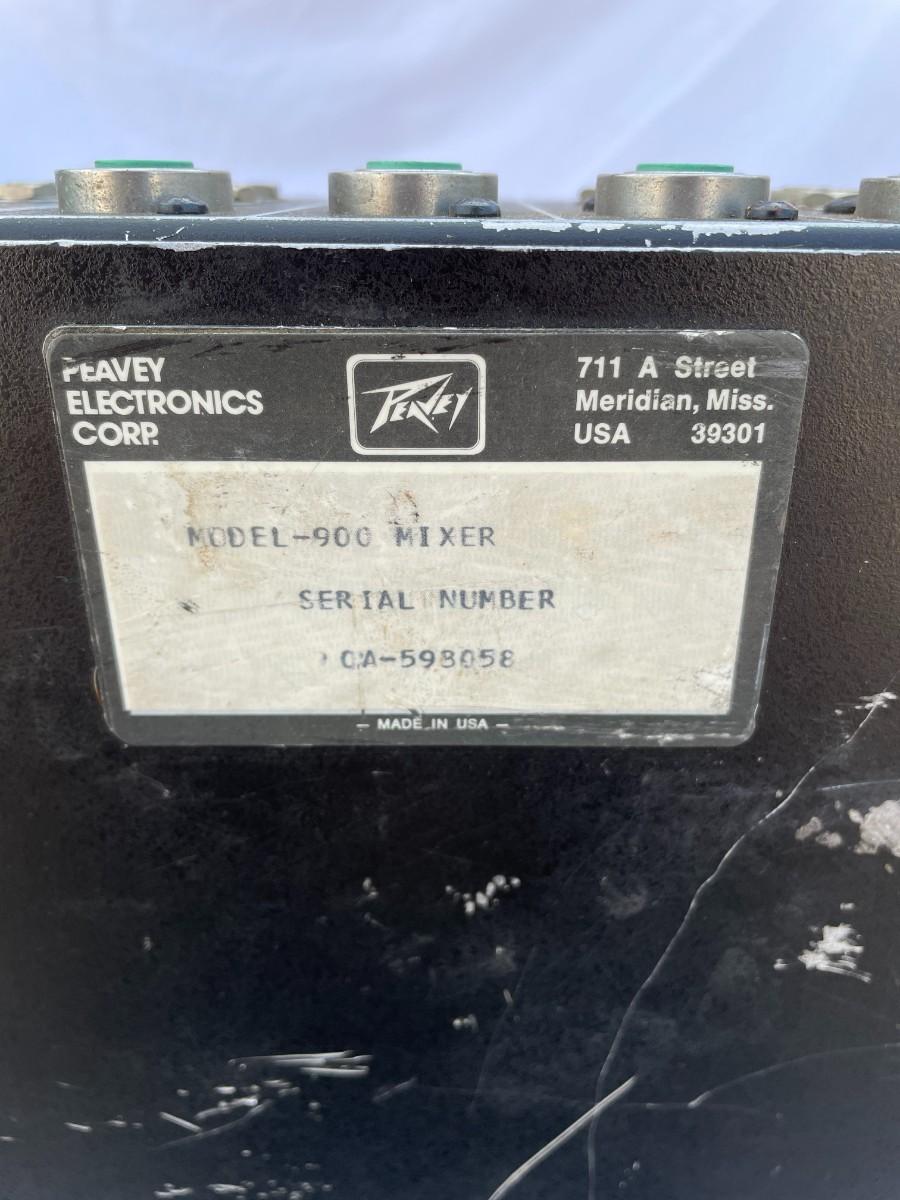 PEAVEY
ELECTRONICS
CORP.
PEAVEY
711 A Street
Meridian, Miss.
USA 39301
MODEL-900 MIXER
SERIAL NUMBER
0A-593058
— MADE IN USA —